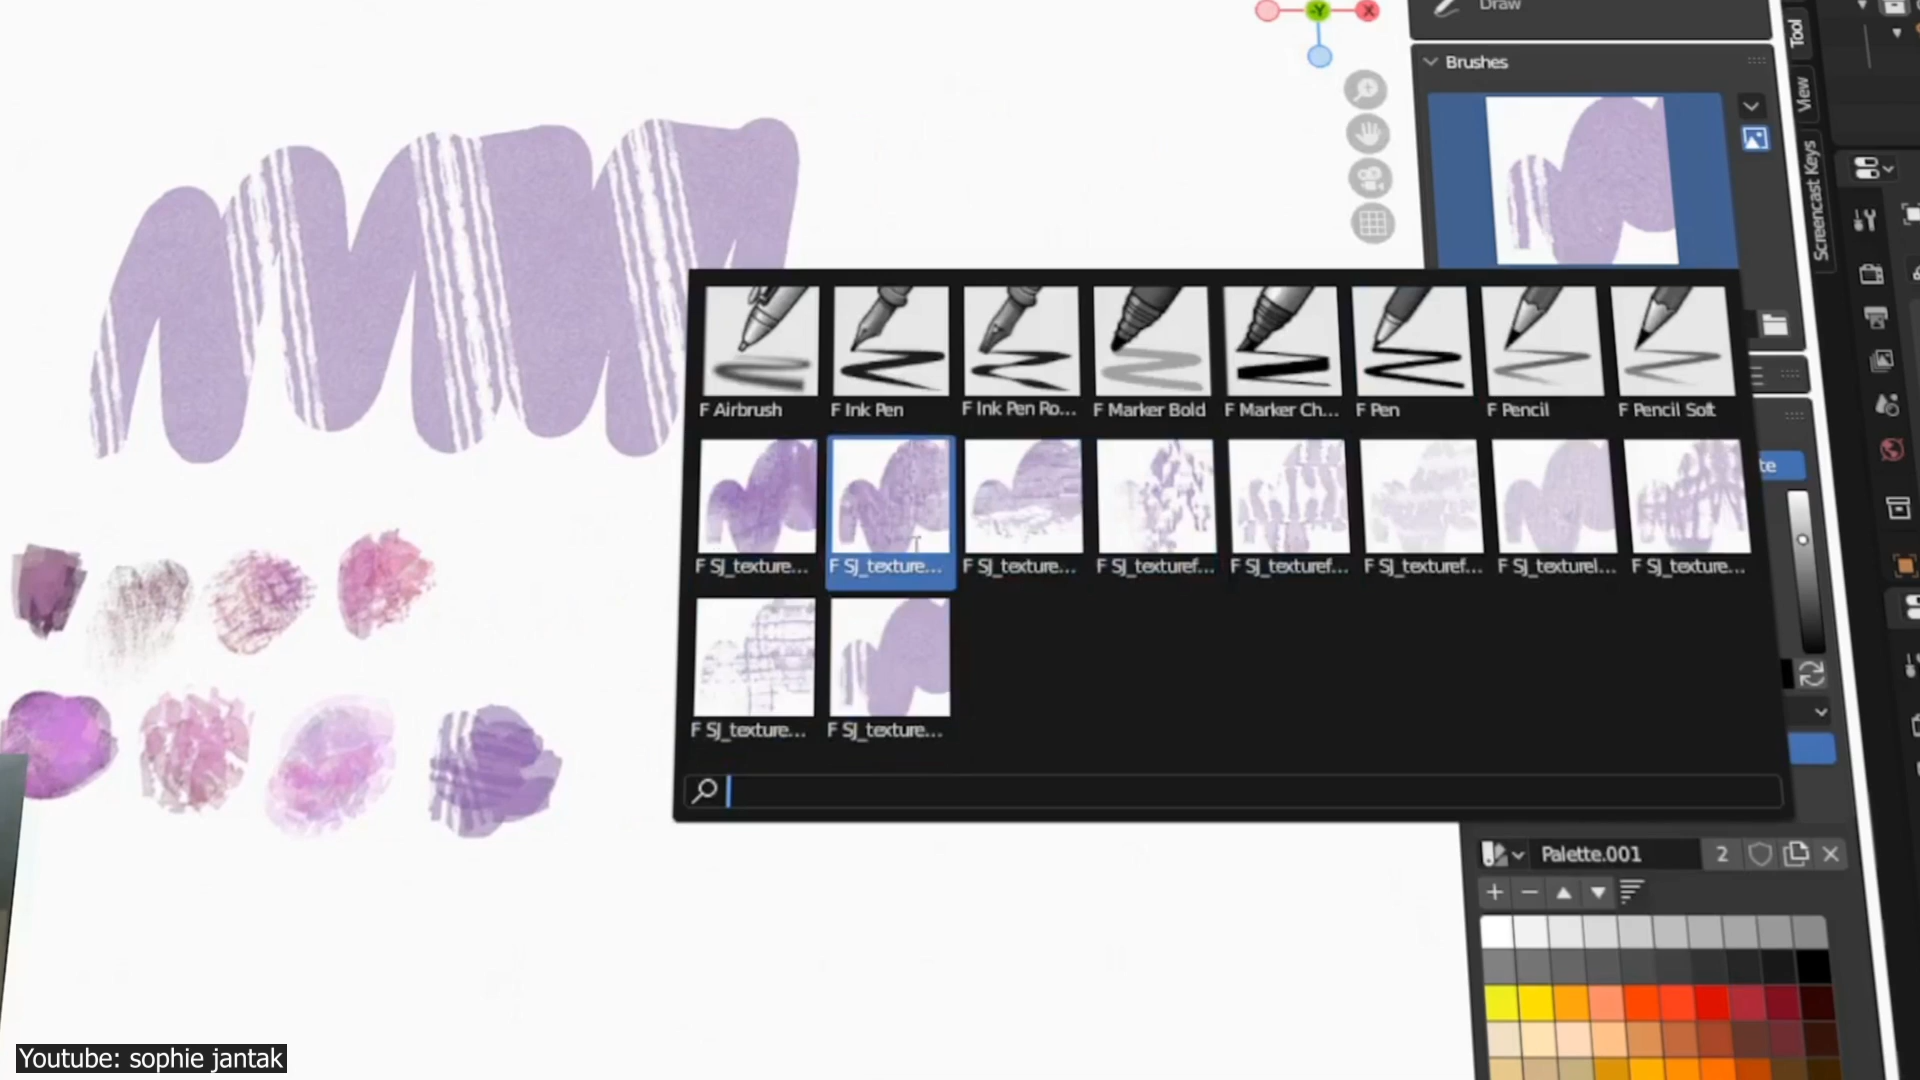 Draw
Y
X
Brushes
Tool
View
Screencast Keys
F Airbrush
F Ink Pen
F Ink Pen Ro...
F Marker Bold
F Marker Ch...
F Pen
F Pencil
F Pencil Soft
F SJ_texture...
F SJ_texture...
F SJ_texture...
F SJ_texturef...
F SJ_texturef...
F SJ_texturef...
F SJ_texturel...
F SJ_texture...
te
F SJ_texture...
F SJ_texture...
Palette.001
2
Youtube: sophie jantak